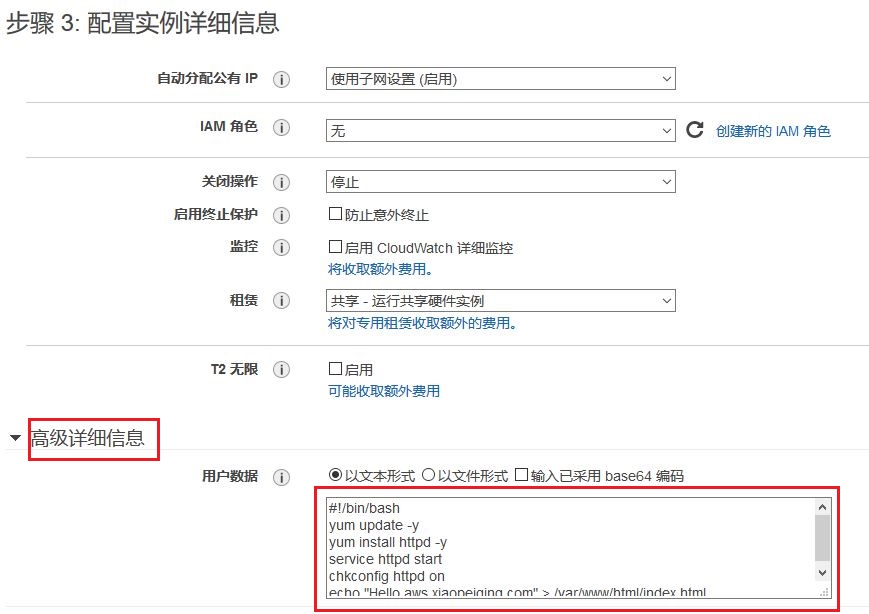 步骤 3: 配置实例详细信息
自动分配公有 IP 使用子网设置 (启用)
IAM 角色 无 创建新的 IAM 角色
关闭操作 停止
启用终止保护 防止意外终止
监控 启用 CloudWatch 详细监控
将收取额外费用。
租赁 共享 - 运行共享硬件实例
将对专用租赁收取额外的费用。
T2 无限 启用
可能收取额外费用
高级详细信息
用户数据 以文本形式 以文件形式 输入已采用 base64 编码
#!/bin/bash
yum update -y
yum install httpd -y
service httpd start
chkconfig httpd on
echo "Hello aws.xiaopeiqing.com" > /var/www/html/index.html